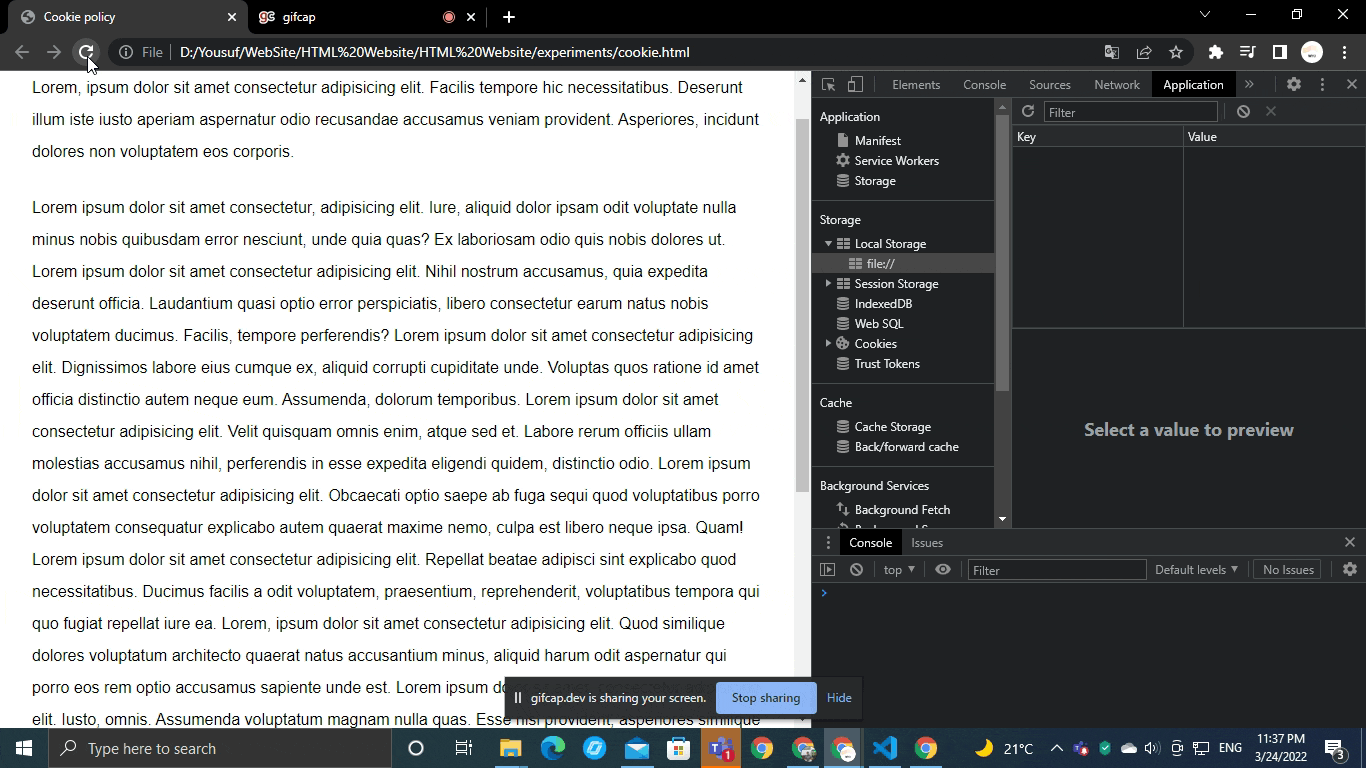 Cookie policy
gifcap
File
D:/Yousuf/WebSite/HTML%20Website/HTML%20Website/experiments/cookie.html
Lorem, ipsum dolor sit amet consectetur adipisicing elit. Facilis tempore hic necessitatibus. Deserunt
illum iste iusto aperiam aspernatur odio recusandae accusamus veniam provident. Asperiores, incidunt
dolores non voluptatem eos corporis.
Lorem ipsum dolor sit amet consectetur, adipisicing elit. Iure, aliquid dolor ipsam odit voluptate nulla
minus nobis quibusdam error nesciunt, unde quia quas? Ex laboriosam odio quis nobis dolores ut.
Lorem ipsum dolor sit amet consectetur adipisicing elit. Nihil nostrum accusamus, quia expedita
deserunt officia. Laudantium quasi optio error perspiciatis, libero consectetur earum natus nobis
voluptatem ducimus. Facilis, tempore perferendis? Lorem ipsum dolor sit amet consectetur adipisicing
elit. Dignissimos labore eius cumque ex, aliquid corrupti cupiditate unde. Voluptas quos ratione id amet
officia distinctio autem neque eum. Assumenda, dolorum temporibus. Lorem ipsum dolor sit amet
consectetur adipisicing elit. Velit quisquam omnis enim, atque sed et. Labore rerum officiis ullam
molestias accusamus nihil, perferendis in esse expedita eligendi quidem, distinctio odio. Lorem ipsum
dolor sit amet consectetur adipisicing elit. Obcaecati optio saepe ab fuga sequi quod voluptatibus porro
voluptatem consequatur explicabo autem quaerat maxime nemo, culpa est libero neque ipsa. Quam!
Lorem ipsum dolor sit amet consectetur adipisicing elit. Repellat beatae adipisci sint explicabo quod
necessitatibus. Ducimus facilis a odit voluptatem, praesentium, reprehenderit, voluptatibus tempora qui
quo fugiat repellat iure ea. Lorem, ipsum dolor sit amet consectetur adipisicing elit. Quod similique
dolores voluptatum architecto quaerat natus accusantium minus, aliquid harum odit aspernatur qui
porro eos rem optio accusamus sapiente unde est. Lorem ipsum
elit. Iusto, omnis. Assumenda voluptatum magnam nulla quas. Esse nisi provident, asperiores similique
gifcap.dev is sharing your screen.
Stop sharing
Hide
Elements
Console
Sources
Network
Application
Application
Manifest
Service Workers
Storage
Storage
Local Storage
file://
Session Storage
IndexedDB
Web SQL
Cookies
Trust Tokens
Cache
Cache Storage
Back/forward cache
Background Services
Background Fetch
Filter
Key
Value
Select a value to preview
Console
Issues
top
Filter
Default levels
No Issues
Type here to search
1
21°C
ENG
11:37 PM
3/24/2022
3